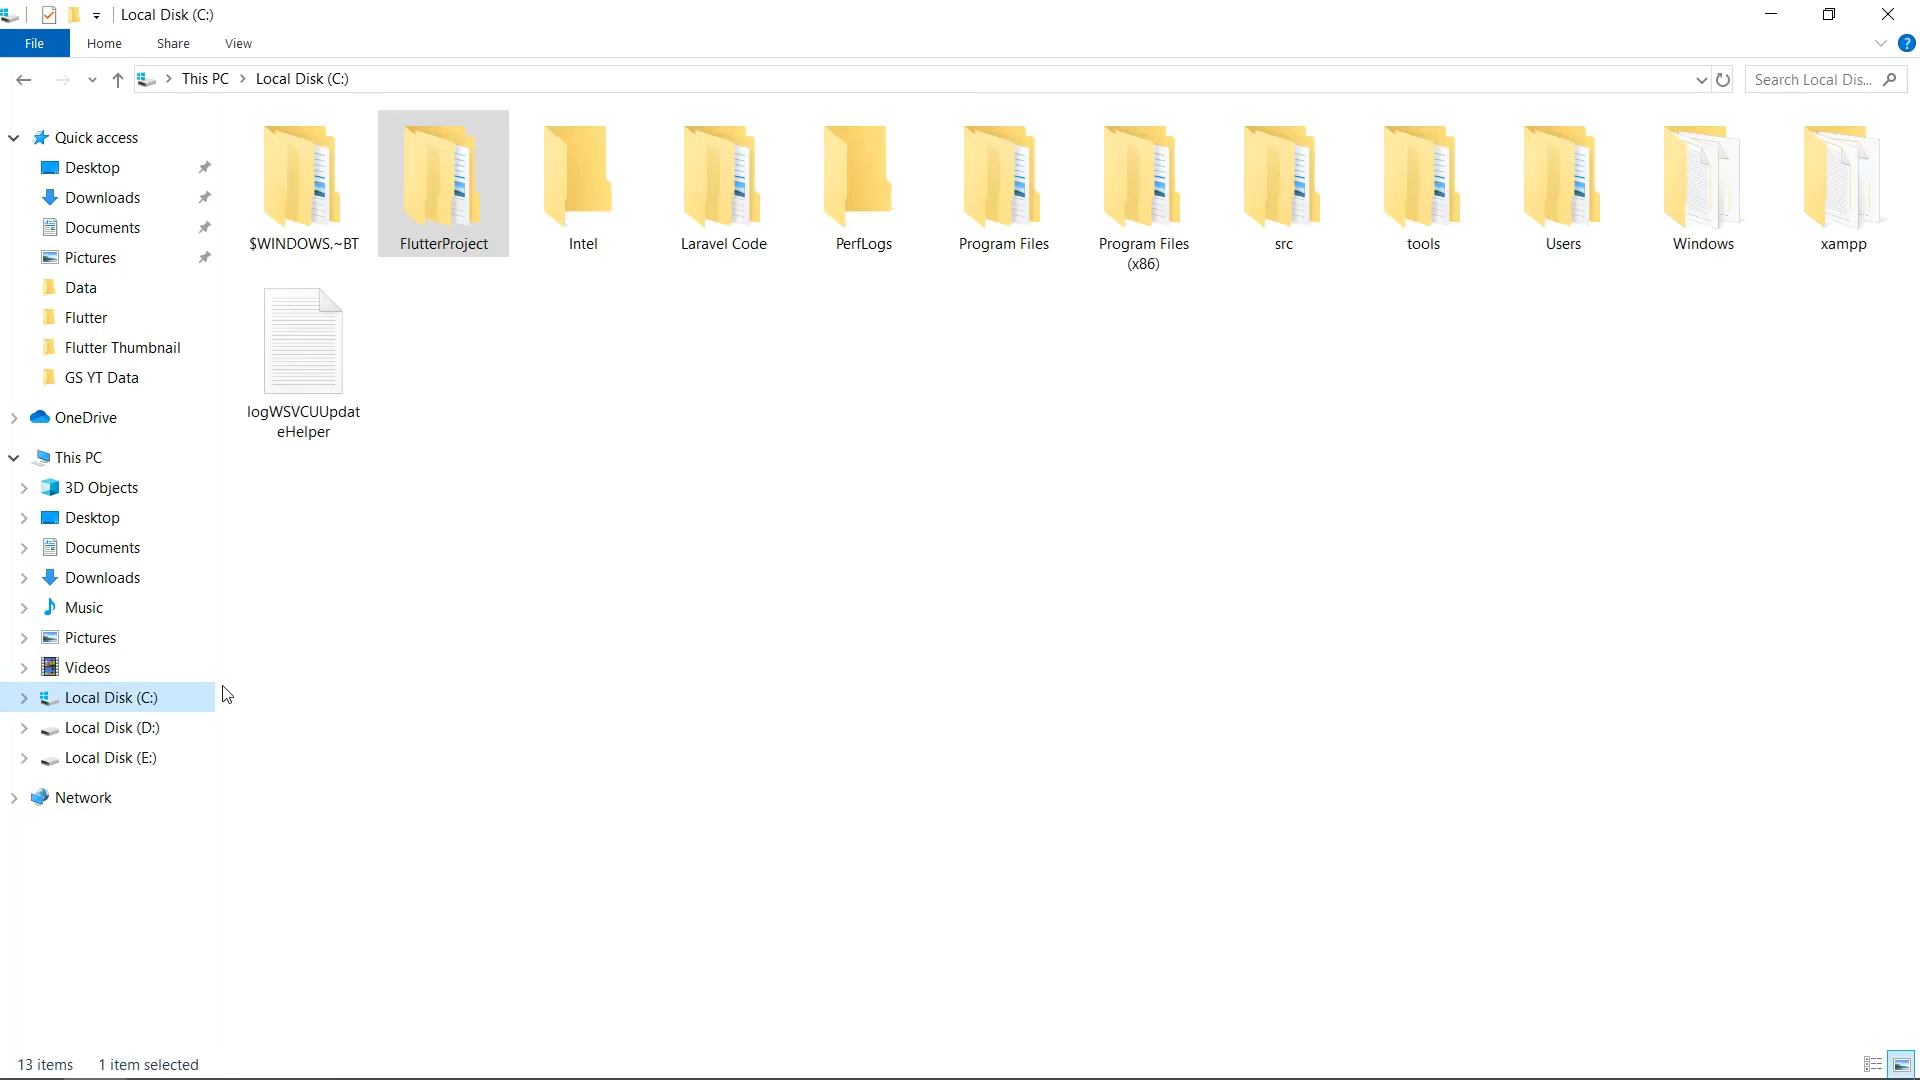 Local Disk (C:)
File Home Share View
This PC Local Disk (C:)
Search Local Dis...
Quick access
Desktop
Downloads
Documents
Pictures
Data
Flutter
Flutter Thumbnail
GS YT Data
OneDrive
This PC
3D Objects
Desktop
Documents
Downloads
Music
Pictures
Videos
Local Disk (C:)
Local Disk (D:)
Local Disk (E:)
Network
$WINDOWS.~BT
FlutterProject
Intel
Laravel Code
PerfLogs
Program Files
Program Files
(x86)
src
tools
Users
Windows
xampp
logWSVCUUpdat
eHelper
13 items 1 item selected